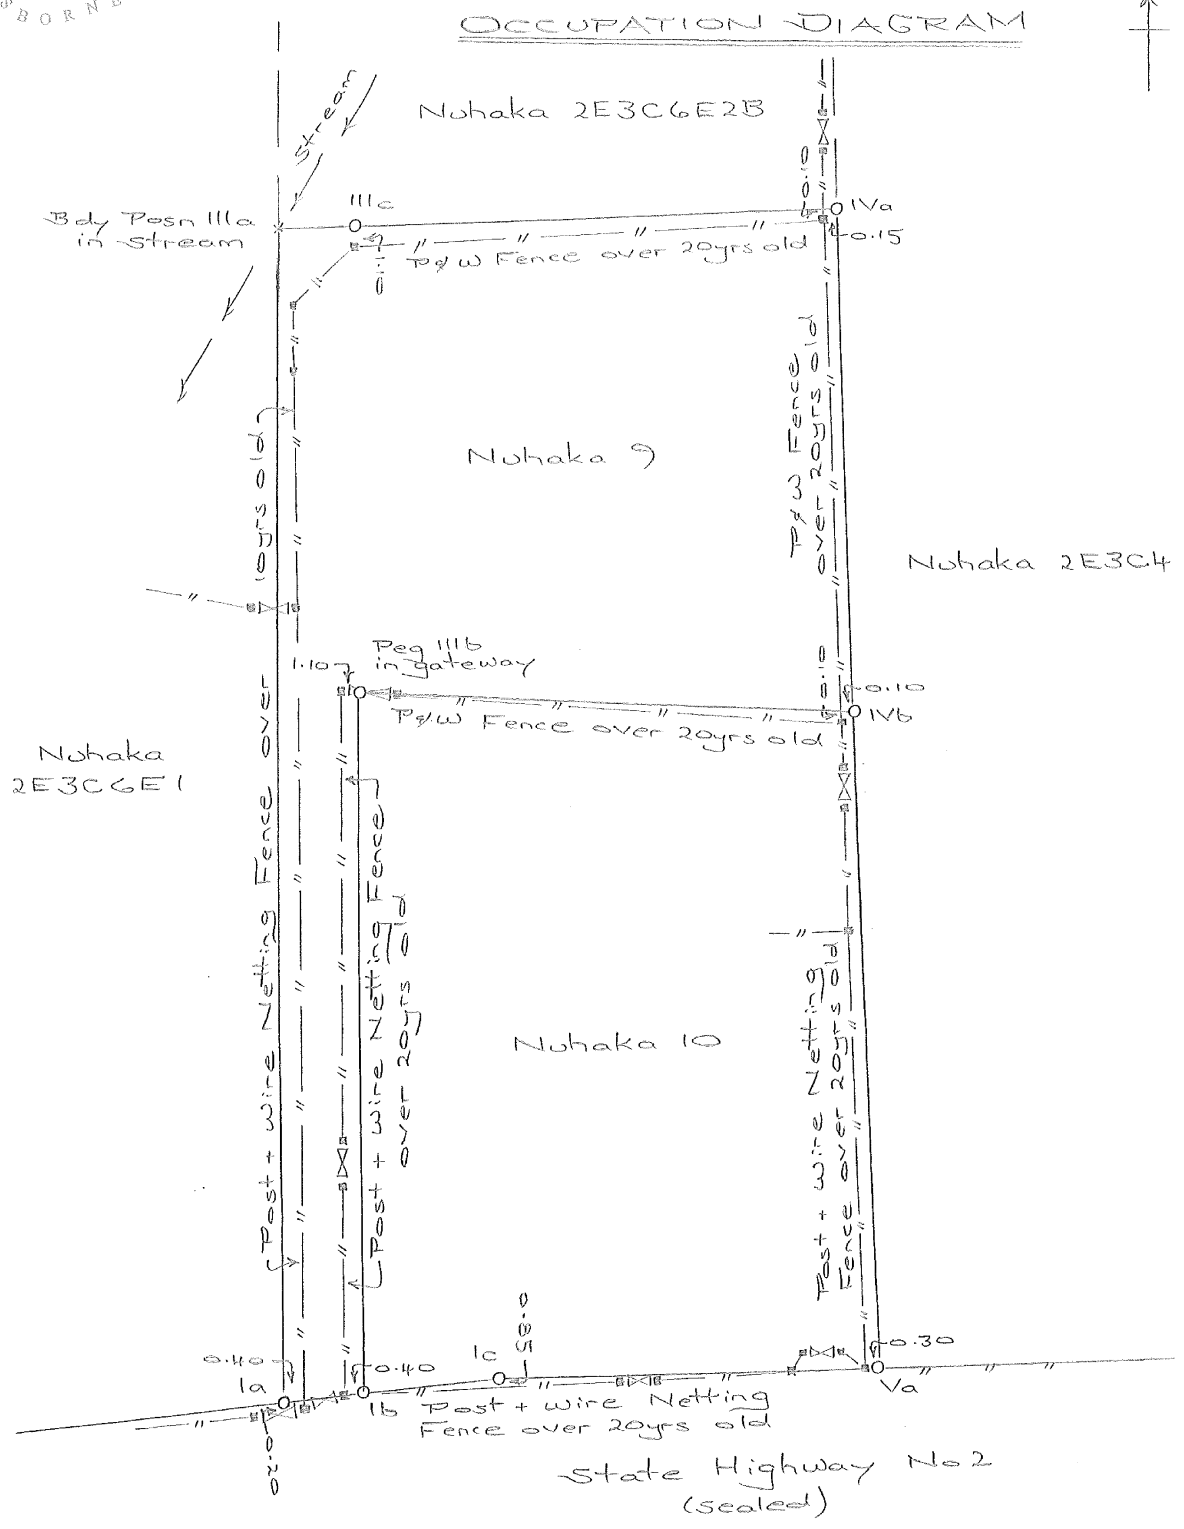 BORNE
OCCUPATION DIAGRAM
Stream
Nuhaka 2E3C6E2B
0.10
IIIc
IVa
Bdy Posn IIIa
in Stream
0.15
P&W Fence over 20yrs old
P&W Fence
over 20yrs old
Nuhaka 9
Nuhaka 2E3C4
Peg IIIb
in gateway
1.10
0.10
0.10
IVb
P&W Fence over 20yrs old
Nuhaka
2E3C6E1
Post + Wire Netting Fence over 10yrs old
Post + Wire Netting Fence
over 20yrs old
Nuhaka 10
Post + Wire Netting
Fence over 20yrs old
0.85
0.40
0.40
Ic
0.30
Ia
Ib
Va
Post + Wire Netting
Fence over 20yrs old
0.20
State Highway No 2
(sealed)